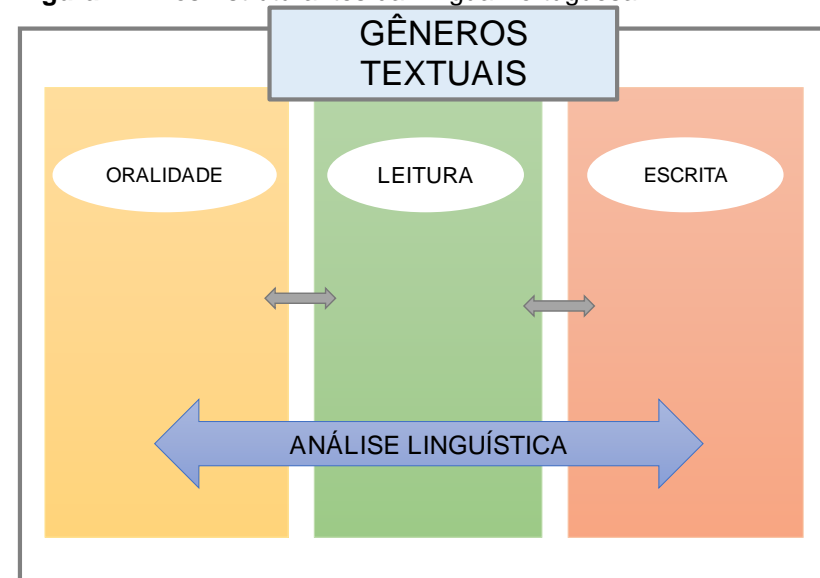 GÊNEROS
TEXTUAIS
ORALIDADE
LEITURA
ESCRITA
ANÁLISE LINGUÍSTICA